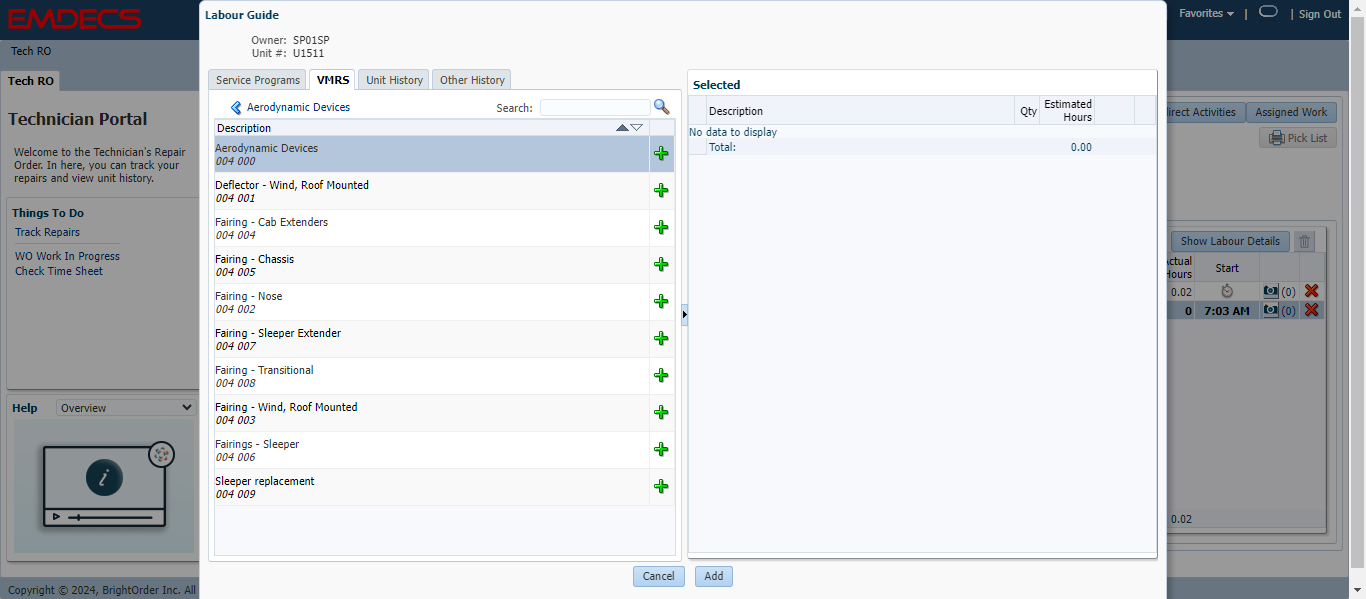 EMDECS
Favorites
|
| Sign Out
Tech RO
Tech RO
Technician Portal
Welcome to the Technician's Repair
Order. In here, you can track your
repairs and view unit history.
Things To Do
Track Repairs
WO Work In Progress
Check Time Sheet
Help
Overview
i
Copyright © 2024, BrightOrder Inc. All
Labour Guide
Owner: SP01SP
Unit #: U1511
Service Programs
VMRS
Unit History
Other History
Aerodynamic Devices
Search:
Description
Aerodynamic Devices
004 000
Deflector - Wind, Roof Mounted
004 001
Fairing - Cab Extenders
004 004
Fairing - Chassis
004 005
Fairing - Nose
004 002
Fairing - Sleeper Extender
004 007
Fairing - Transitional
004 008
Fairing - Wind, Roof Mounted
004 003
Fairings - Sleeper
004 006
Sleeper replacement
004 009
Selected
Description
Qty
Estimated
Hours
No data to display
Total: 0.00
Cancel
Add
direct Activities
Assigned Work
Pick List
Show Labour Details
ctual
Hours
Start
0.02 (0)
0 7:03 AM (0)
0.02